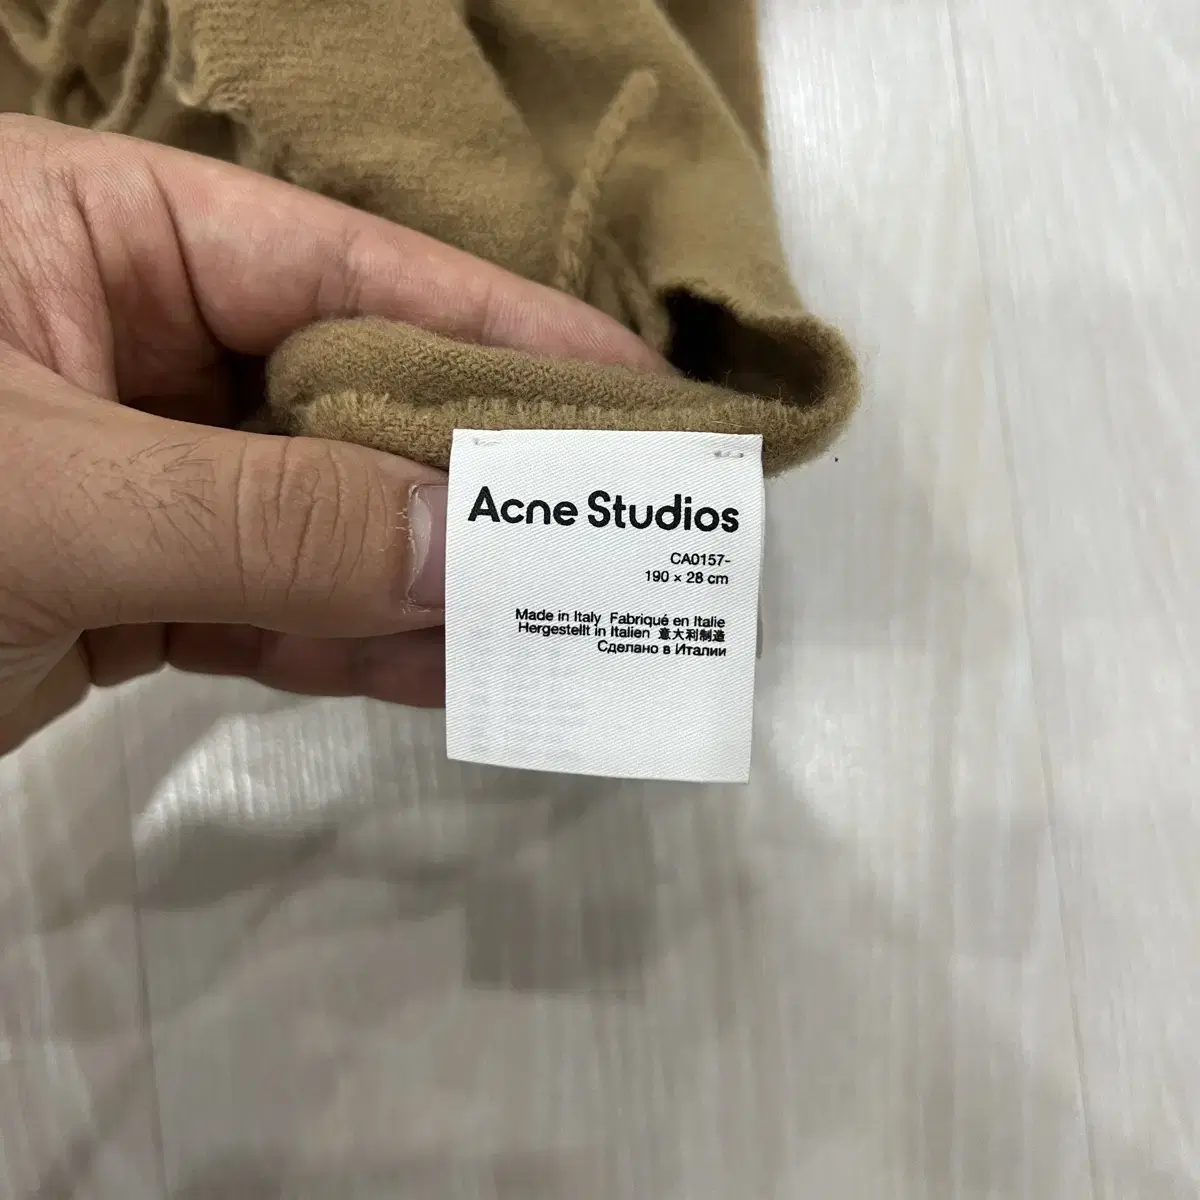 Acne Studios
CA0157-
190 × 28 cm
Made in Italy Fabriqué en Italie
Hergestellt in Italien 意大利制造
Сделано в Италии